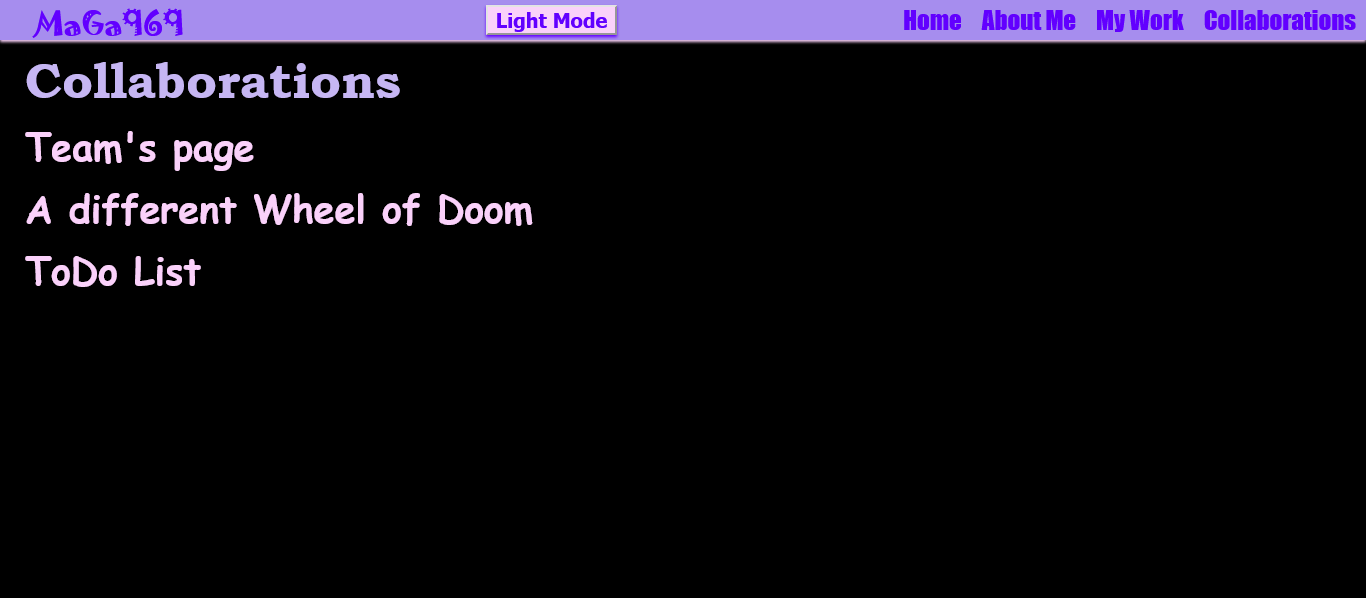 MaGa969
Light Mode
Home About Me My Work Collaborations
Collaborations
Team's page
A different Wheel of Doom
ToDo List